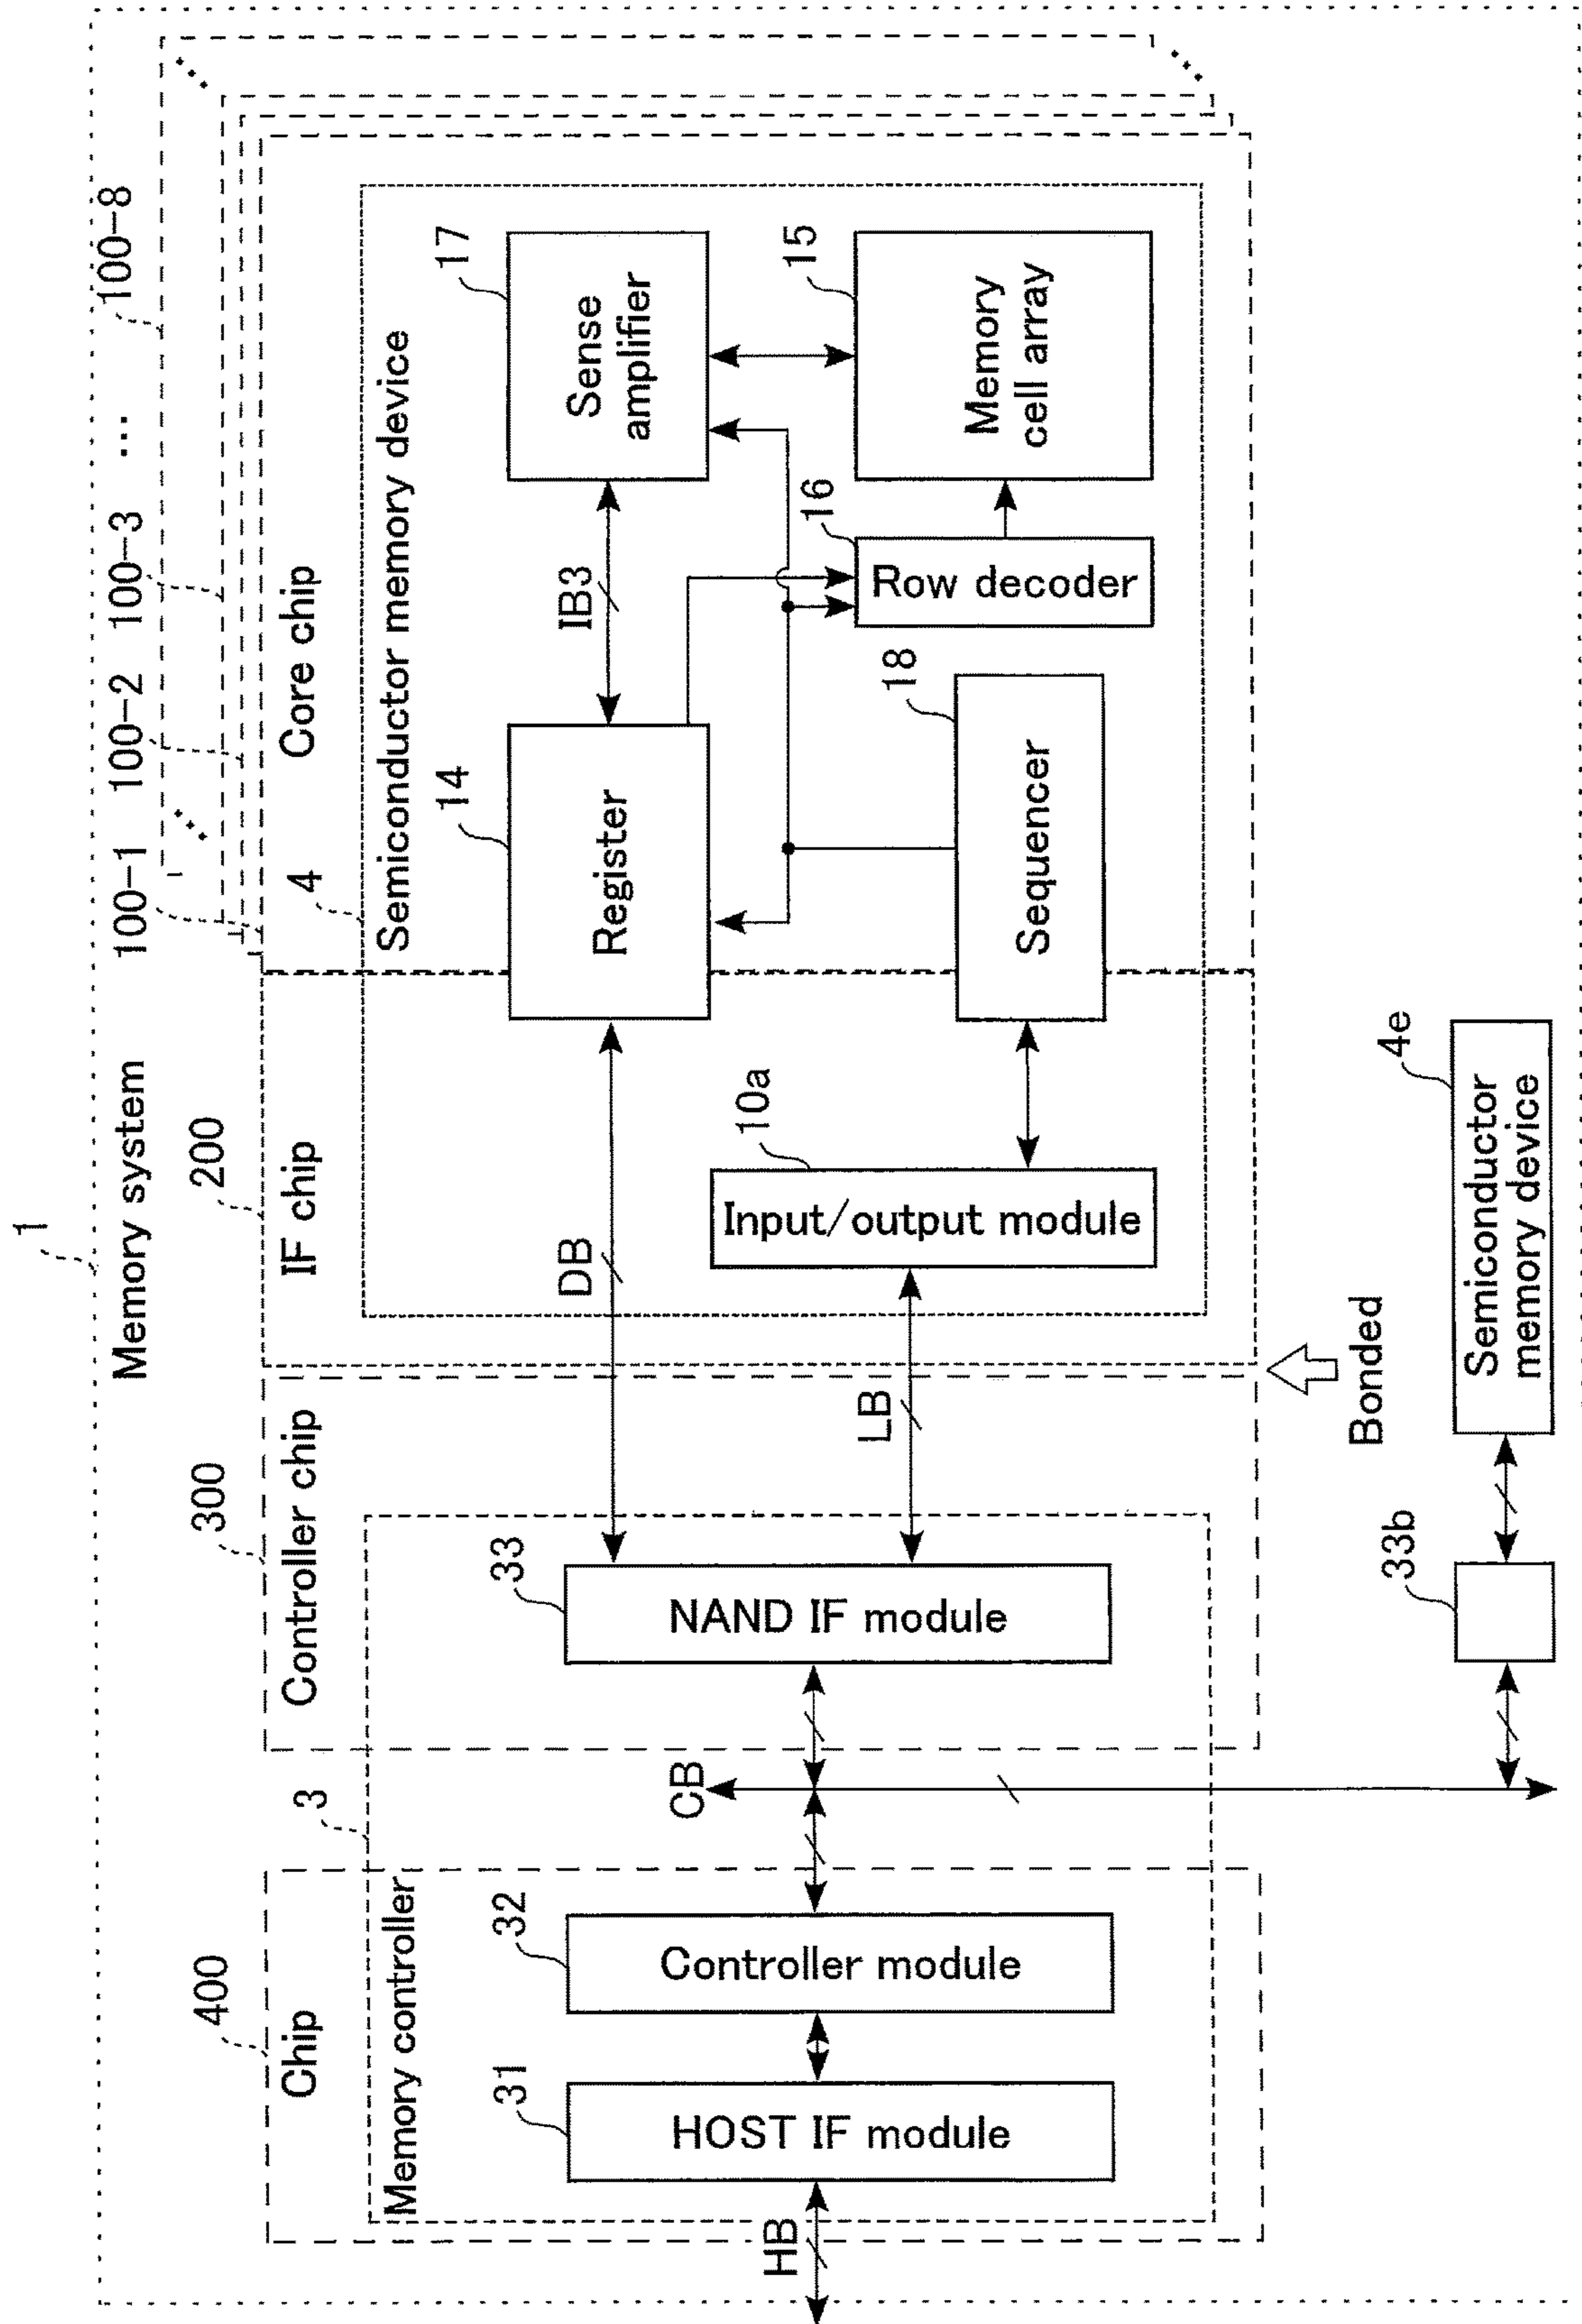 1
Memory system
400
Chip
3
Memory controller
HB
31
HOST IF module
32
Controller module
CB
300
Controller chip
33
NAND IF module
DB
LB
Bonded
200
IF chip
10a
Input/output module
100-1
100-2
100-3
...
100-8
Core chip
4
Semiconductor memory device
14
Register
IB3
17
Sense
amplifier
15
Memory
cell array
16
Row decoder
18
Sequencer
33b
4e
Semiconductor
memory device